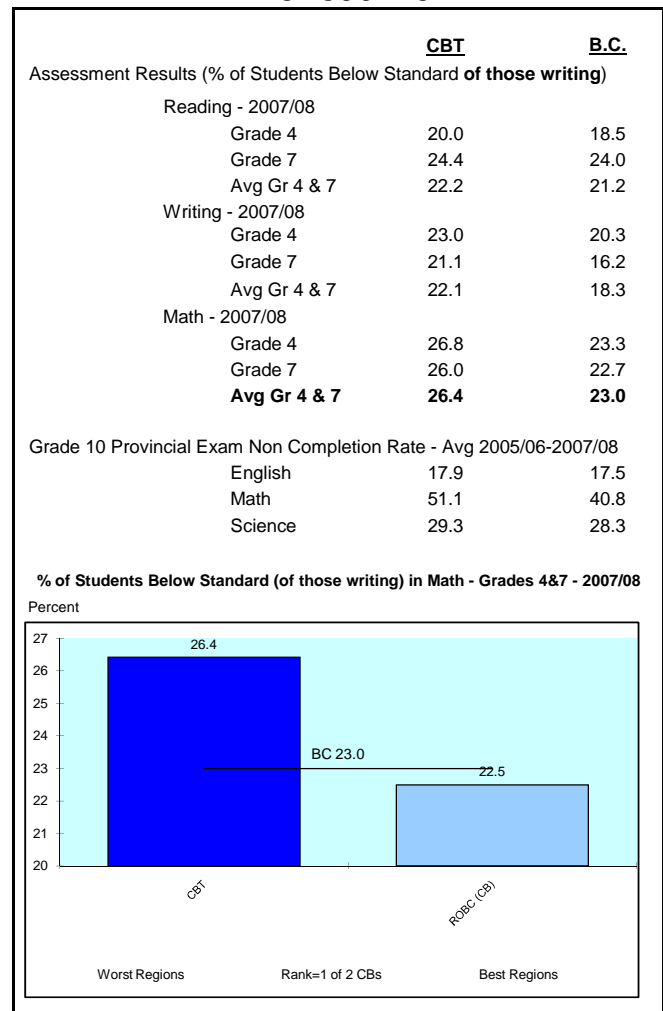 CBT B.C.
Assessment Results (% of Students Below Standard of those writing)
Reading - 2007/08
Grade 4 20.0 18.5
Grade 7 24.4 24.0
Avg Gr 4 & 7 22.2 21.2
Writing - 2007/08
Grade 4 23.0 20.3
Grade 7 21.1 16.2
Avg Gr 4 & 7 22.1 18.3
Math - 2007/08
Grade 4 26.8 23.3
Grade 7 26.0 22.7
Avg Gr 4 & 7 26.4 23.0
Grade 10 Provincial Exam Non Completion Rate - Avg 2005/06-2007/08
English 17.9 17.5
Math 51.1 40.8
Science 29.3 28.3
% of Students Below Standard (of those writing) in Math - Grades 4&7 - 2007/08
Percent
27
26.4
26
25
24
BC 23.0
23
22.5
22
21
20
CBT
ROBC (CB)
Worst Regions Rank=1 of 2 CBs Best Regions